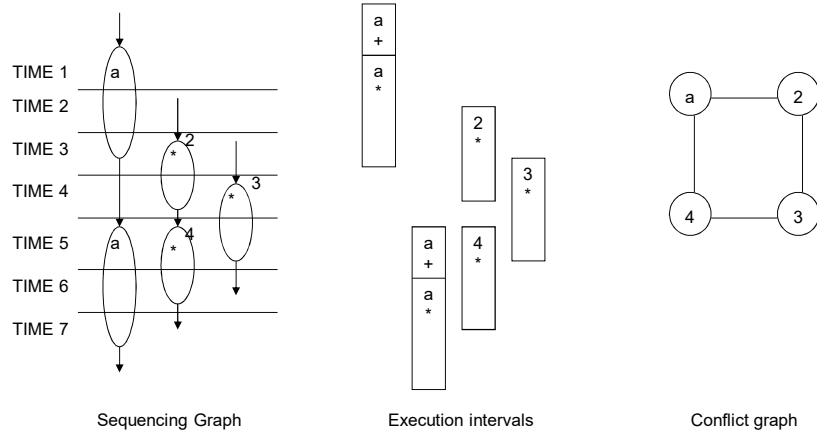 TIME 1
TIME 2
TIME 3
TIME 4
TIME 5
TIME 6
TIME 7
a
* 2
* 3
a
* 4
a
+
a
*
2
*
3
*
a
+
a
*
4
*
a 2
4 3
Sequencing Graph
Execution intervals
Conflict graph